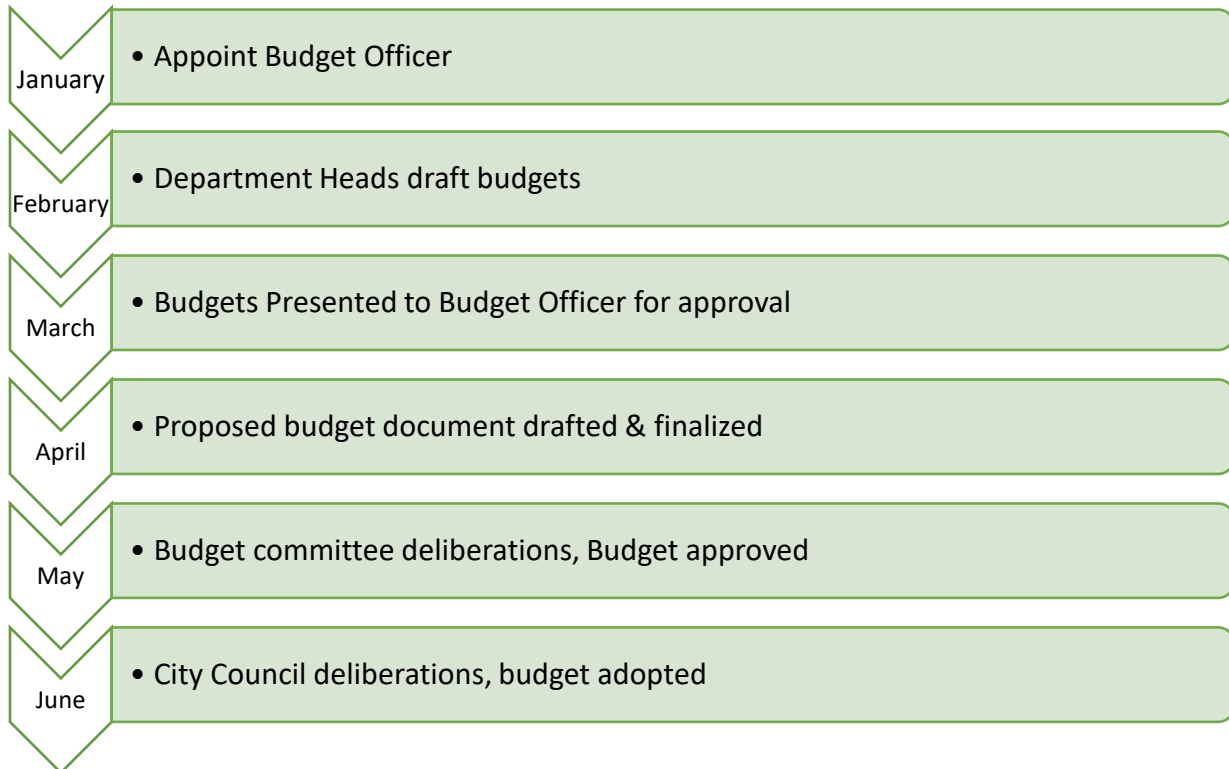 January
• Appoint Budget Officer
February
• Department Heads draft budgets
March
• Budgets Presented to Budget Officer for approval
April
• Proposed budget document drafted & finalized
May
• Budget committee deliberations, Budget approved
June
• City Council deliberations, budget adopted